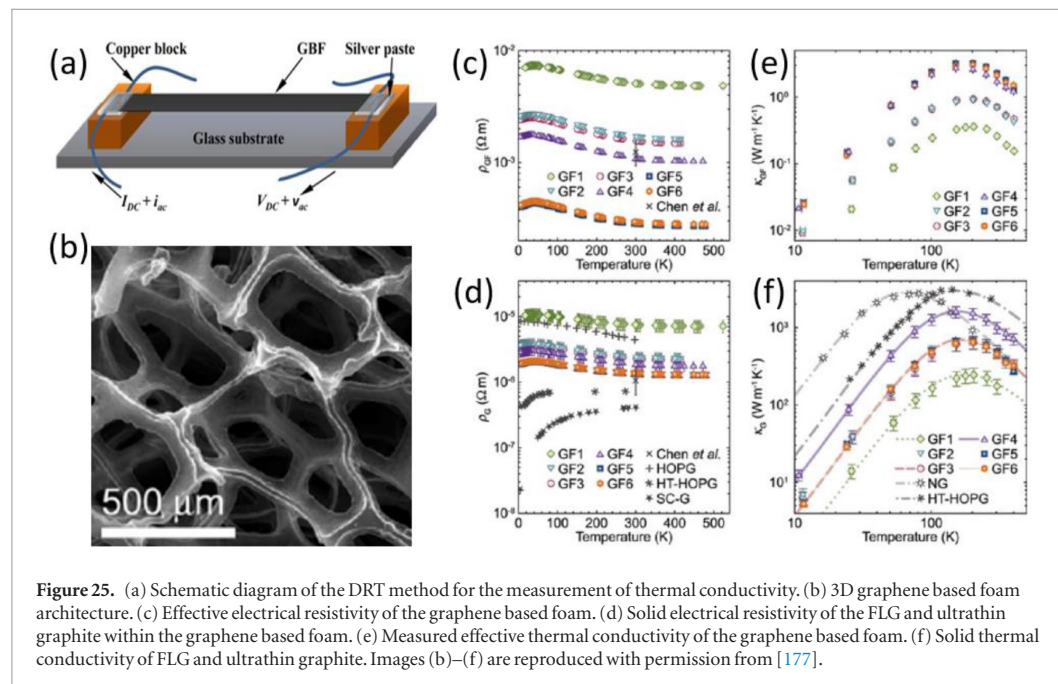 (a)
Copper block
GBF
Silver paste
Glass substrate
I_DC + i_ac
V_DC + v_ac
(b)
500 µm
(c)
10⁻²
10⁻³
ρ_GF (Ω m)
GF1 GF3 GF5
GF2 GF4 GF6
Chen et al.
0 100 200 300 400 500
Temperature (K)
(d)
10⁻⁵
10⁻⁶
10⁻⁷
10⁻⁸
ρ_G (Ω m)
GF1 Chen et al.
GF2 GF4 HOPG
GF5 HT-HOPG
GF3 GF6 SC-G
0 100 200 300 400 500
Temperature (K)
(e)
10⁰
10⁻¹
10⁻²
κ_GF (W m⁻¹ K⁻¹)
GF1 GF4
GF2 GF5
GF3 GF6
10 100
Temperature (K)
(f)
10³
10²
10¹
κ_G (W m⁻¹ K⁻¹)
GF1 GF4
GF2 GF5
GF3 GF6
NG
HT-HOPG
10 100
Temperature (K)
Figure 25. (a) Schematic diagram of the DRT method for the measurement of thermal conductivity. (b) 3D graphene based foam
architecture. (c) Effective electrical resistivity of the graphene based foam. (d) Solid electrical resistivity of the FLG and ultrathin
graphite within the graphene based foam. (e) Measured effective thermal conductivity of the graphene based foam. (f) Solid thermal
conductivity of FLG and ultrathin graphite. Images (b)–(f) are reproduced with permission from [177].